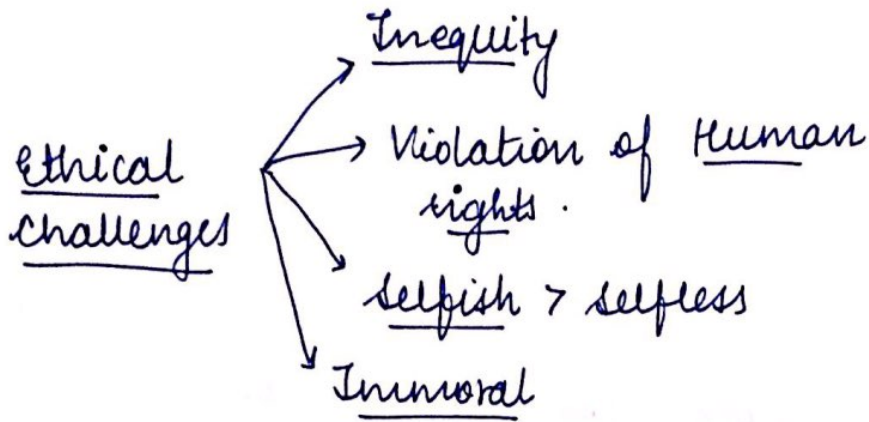 Inequity
Ethical
challenges
Violation of Human
rights.
Selfish > selfless
Immoral